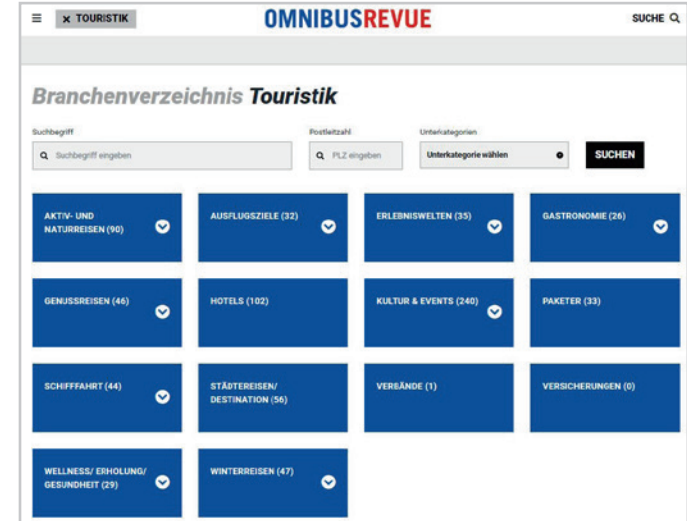 TOURISTIK
OMNIBUSREVUE
SUCHE
Branchenverzeichnis Touristik
Suchbegriff
Postleitzahl
Unterkategorien
Suchbegriff eingeben
PLZ eingeben
Unterkategorie wählen
SUCHEN
AKTIV- UND
NATURREISEN (90)
AUSFLUGSZIELE (32)
ERLEBNISWELTEN (35)
GASTRONOMIE (26)
GENUSSREISEN (46)
HOTELS (102)
KULTUR & EVENTS (240)
PAKETER (33)
SCHIFFFAHRT (44)
STÄDTEREISEN/
DESTINATION (56)
VERBÄNDE (1)
VERSICHERUNGEN (0)
WELLNESS/ ERHOLUNG/
GESUNDHEIT (29)
WINTERREISEN (47)